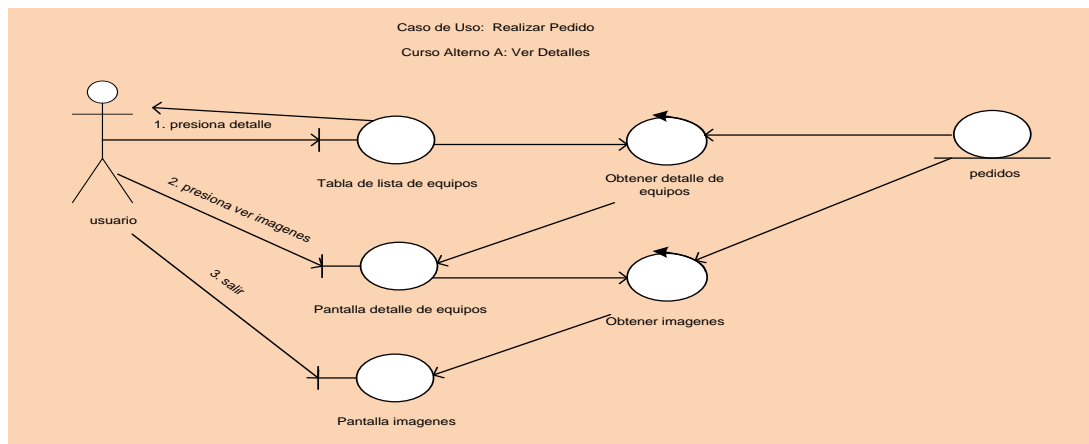 Caso de Uso: Realizar Pedido
Curso Alterno A: Ver Detalles
1. presiona detalle
Tabla de lista de equipos
Obtener detalle de
equipos
pedidos
usuario
2. presiona ver imagenes
3. salir
Pantalla detalle de equipos
Obtener imagenes
Pantalla imagenes